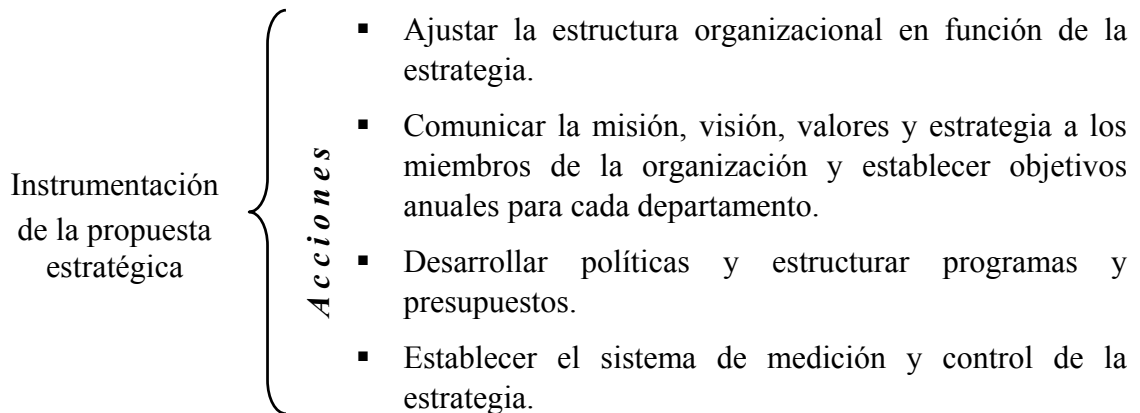 Instrumentación
de la propuesta
estratégica
Acciones
▪ Ajustar la estructura organizacional en función de la
estrategia.
▪ Comunicar la misión, visión, valores y estrategia a los
miembros de la organización y establecer objetivos
anuales para cada departamento.
▪ Desarrollar políticas y estructurar programas y
presupuestos.
▪ Establecer el sistema de medición y control de la
estrategia.